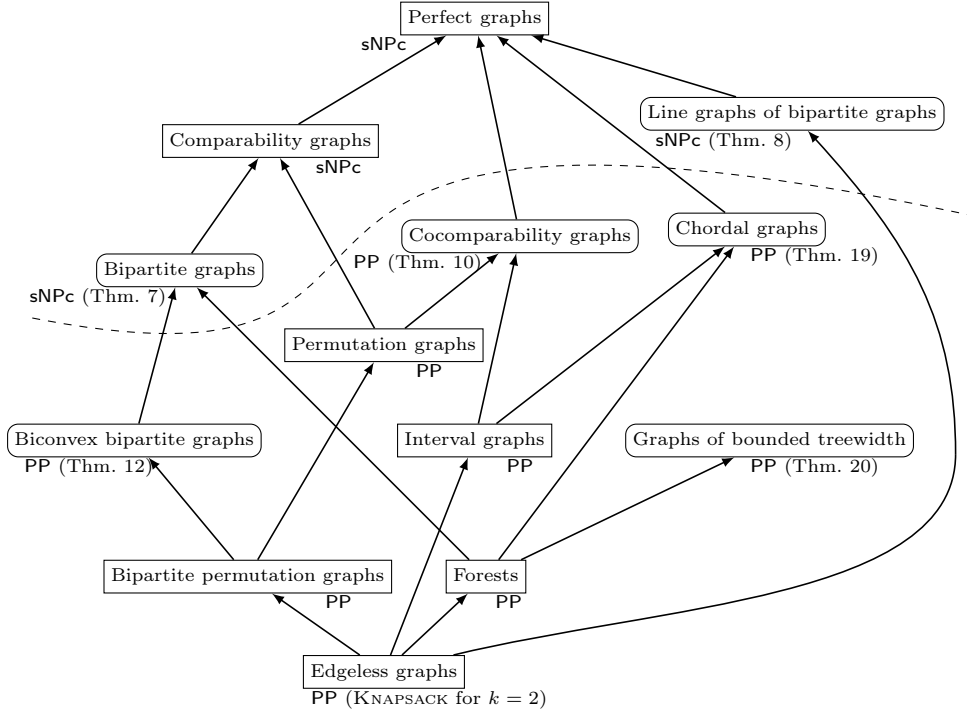 Perfect graphs
sNPc
Line graphs of bipartite graphs
sNPc (Thm. 8)
Comparability graphs
sNPc
Cocomparability graphs
PP (Thm. 10)
Chordal graphs
PP (Thm. 19)
Bipartite graphs
sNPc (Thm. 7)
Permutation graphs
PP
Biconvex bipartite graphs
PP (Thm. 12)
Interval graphs
PP
Graphs of bounded treewidth
PP (Thm. 20)
Bipartite permutation graphs
PP
Forests
PP
Edgeless graphs
PP (KNAPSACK for k = 2)